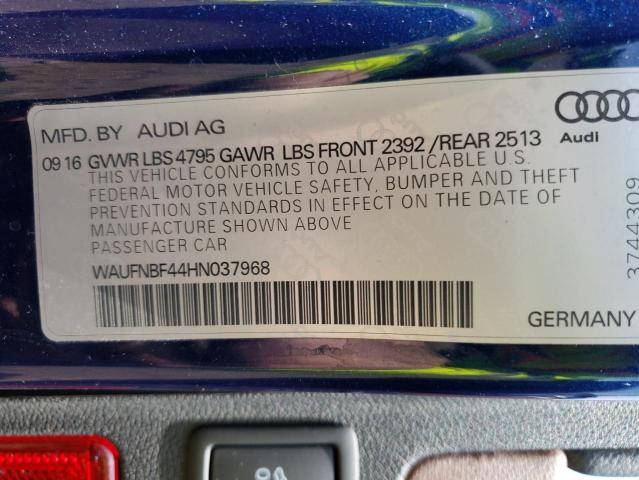 MFD. BY AUDI AG
09 16 GVWR LBS 4795 GAWR LBS FRONT 2392 /REAR 2513
THIS VEHICLE CONFORMS TO ALL APPLICABLE U.S.
FEDERAL MOTOR VEHICLE SAFETY, BUMPER AND THEFT
PREVENTION STANDARDS IN EFFECT ON THE DATE OF
MANUFACTURE SHOWN ABOVE
PASSENGER CAR
WAUFNBF44HN037968
Audi
3744309
GERMANY